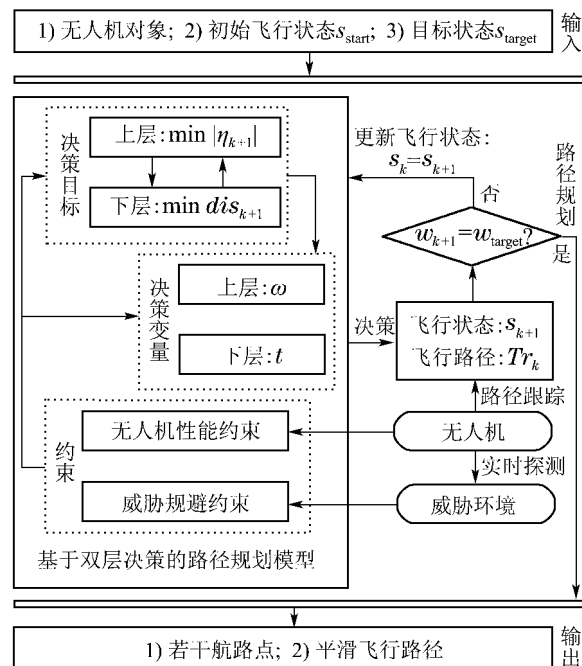 1) 无人机对象; 2) 初始飞行状态s_start; 3) 目标状态s_target
输入
决策目标
上层: min |η_{k+1}|
下层: min dis_{k+1}
更新飞行状态:
s_k=s_{k+1}
路径规划
否
w_{k+1}=w_target?
是
决策变量
上层: ω
下层: t
决策
飞行状态: s_{k+1}
飞行路径: Tr_k
路径跟踪
约束
无人机性能约束
无人机
实时探测
威胁规避约束
威胁环境
基于双层决策的路径规划模型
1) 若干航路点; 2) 平滑飞行路径
输出